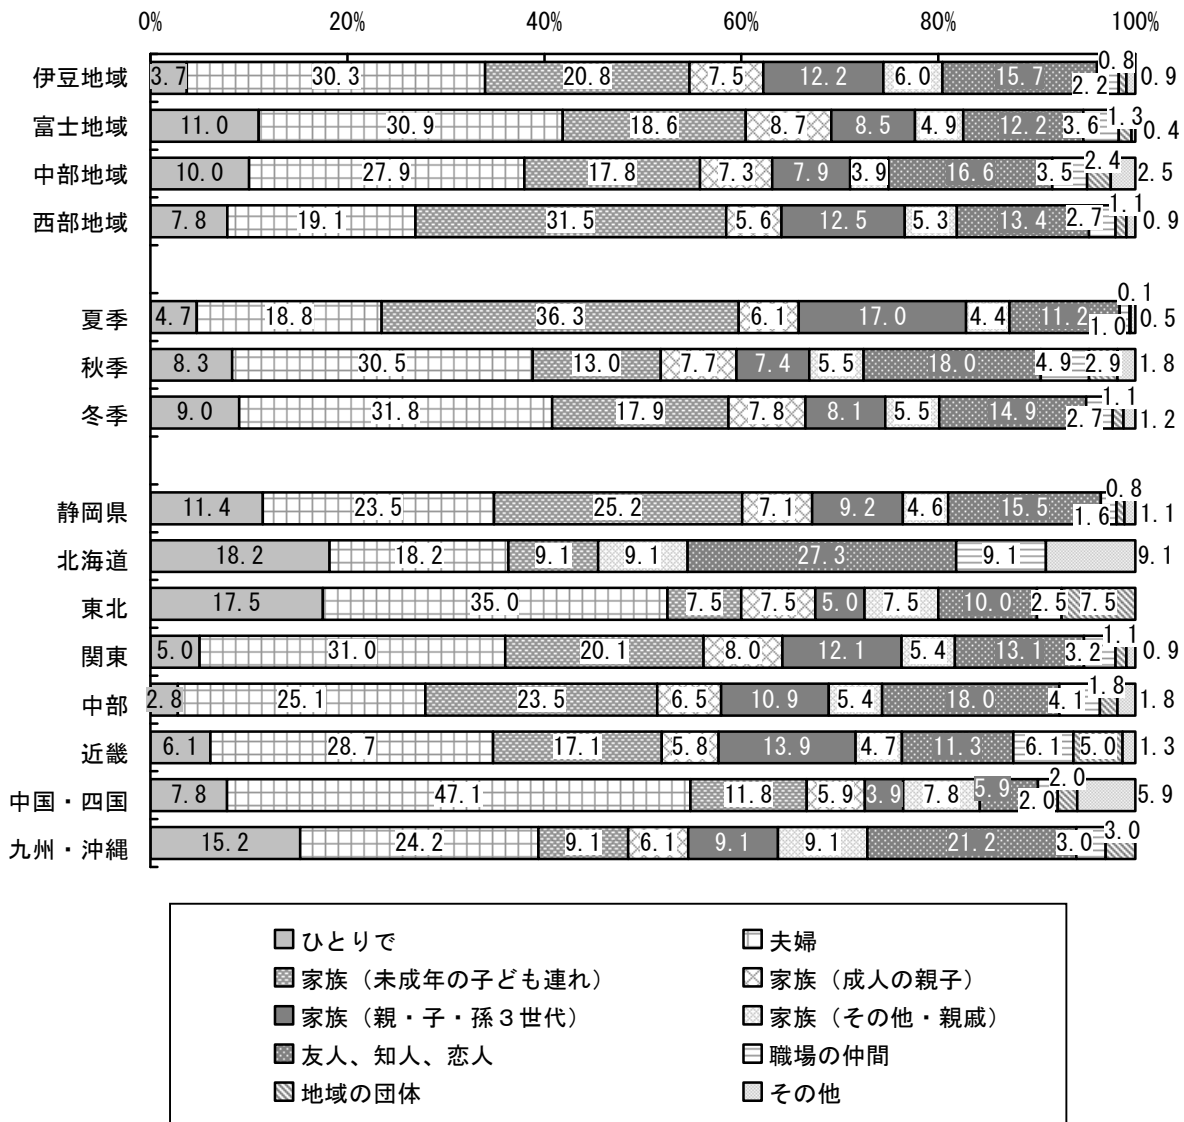 0% 20% 40% 60% 80% 100%
伊豆地域 3.7 30.3 20.8 7.5 12.2 6.0 15.7 2.2 0.8 0.9
富士地域 11.0 30.9 18.6 8.7 8.5 4.9 12.2 3.6 1.3 0.4
中部地域 10.0 27.9 17.8 7.3 7.9 3.9 16.6 3.5 2.4 2.5
西部地域 7.8 19.1 31.5 5.6 12.5 5.3 13.4 2.7 1.1 0.9
夏季 4.7 18.8 36.3 6.1 17.0 4.4 11.2 1.0 0.1 0.5
秋季 8.3 30.5 13.0 7.7 7.4 5.5 18.0 4.9 2.9 1.8
冬季 9.0 31.8 17.9 7.8 8.1 5.5 14.9 2.7 1.1 1.2
静岡県 11.4 23.5 25.2 7.1 9.2 4.6 15.5 1.6 0.8 1.1
北海道 18.2 18.2 9.1 9.1 27.3 9.1 9.1
東北 17.5 35.0 7.5 7.5 5.0 7.5 10.0 2.5 7.5
関東 5.0 31.0 20.1 8.0 12.1 5.4 13.1 3.2 1.1 0.9
中部 2.8 25.1 23.5 6.5 10.9 5.4 18.0 4.1 1.8 1.8
近畿 6.1 28.7 17.1 5.8 13.9 4.7 11.3 6.1 5.0 1.3
中国・四国 7.8 47.1 11.8 5.9 3.9 7.8 5.9 2.0 2.0 5.9
九州・沖縄 15.2 24.2 9.1 6.1 9.1 9.1 21.2 3.0 3.0
ひとりで 夫婦
家族（未成年の子ども連れ） 家族（成人の親子）
家族（親・子・孫３世代） 家族（その他・親戚）
友人、知人、恋人 職場の仲間
地域の団体 その他